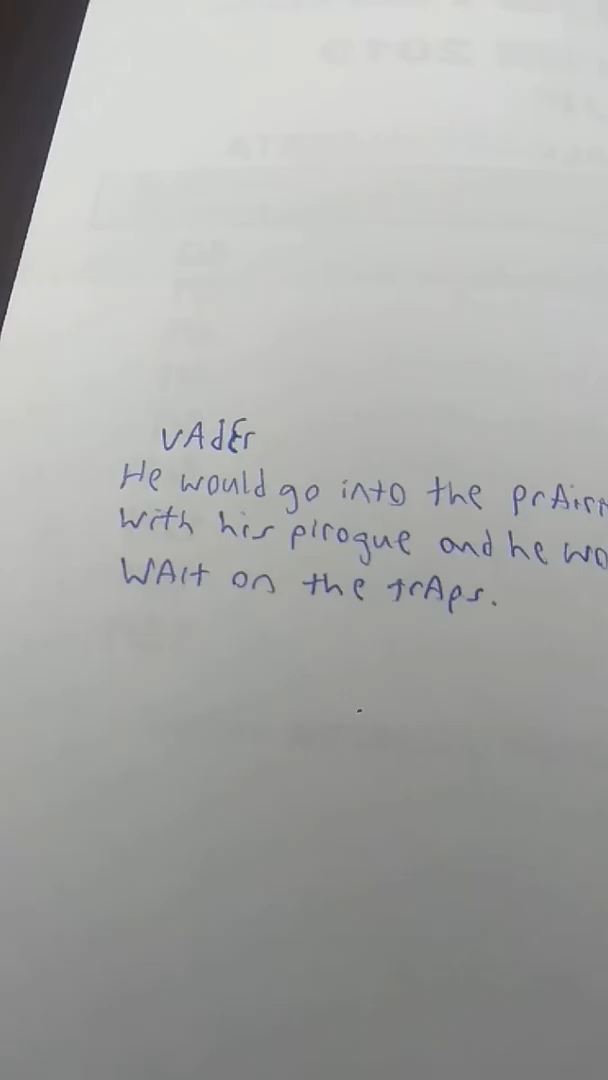 VADEr
He would go into the
with his pirogue and he
WAit on the trAps.